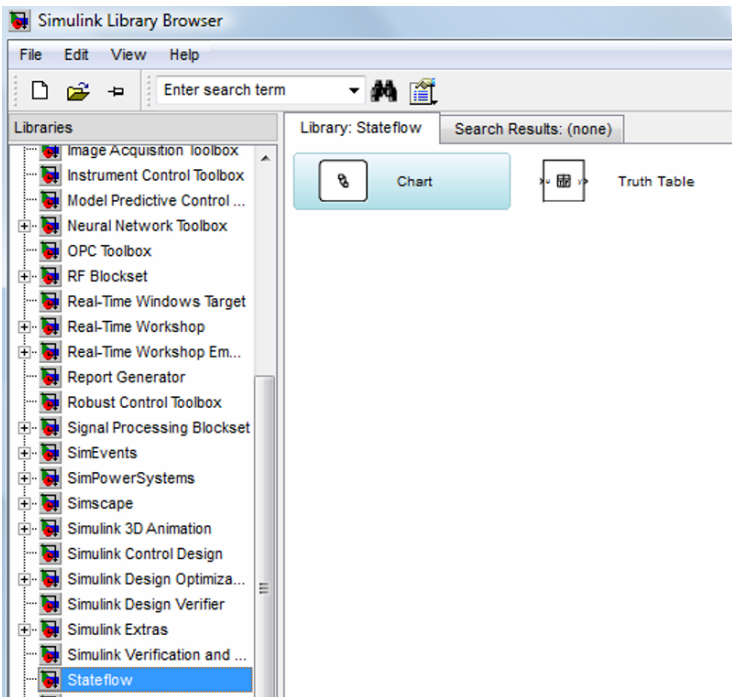 Simulink Library Browser
File Edit View Help
Enter search term
Libraries
Library: Stateflow
Search Results: (none)
Image Acquisition Toolbox
Instrument Control Toolbox
Model Predictive Control ...
Neural Network Toolbox
OPC Toolbox
RF Blockset
Real-Time Windows Target
Real-Time Workshop
Real-Time Workshop Em...
Report Generator
Robust Control Toolbox
Signal Processing Blockset
SimEvents
SimPowerSystems
Simscape
Simulink 3D Animation
Simulink Control Design
Simulink Design Optimiza...
Simulink Design Verifier
Simulink Extras
Simulink Verification and ...
Stateflow
Chart
Truth Table